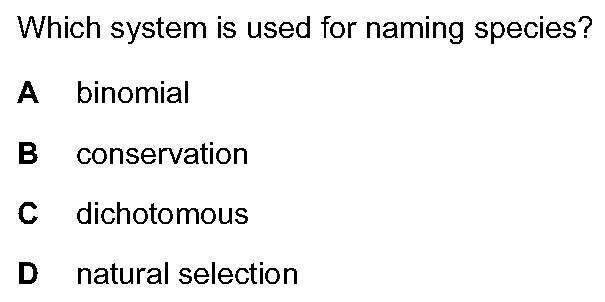 Which system is used for naming species?
A binomial
B conservation
C dichotomous
D natural selection